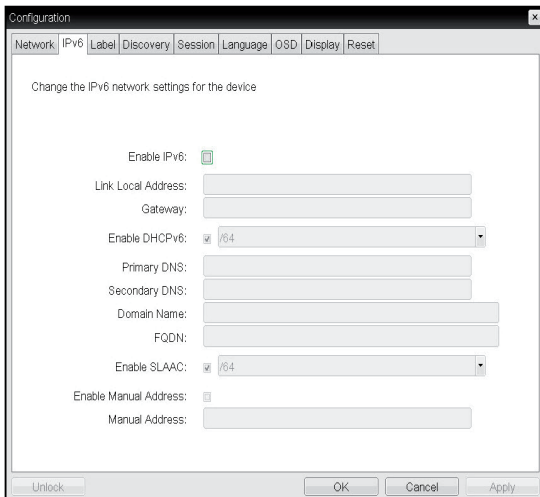 Configuration
Network IPv6 Label Discovery Session Language OSD Display Reset
Change the IPv6 network settings for the device
Enable IPv6:
Link Local Address:
Gateway:
Enable DHCPv6: /64
Primary DNS:
Secondary DNS:
Domain Name:
FQDN:
Enable SLAAC: /64
Enable Manual Address:
Manual Address:
Unlock OK Cancel Apply